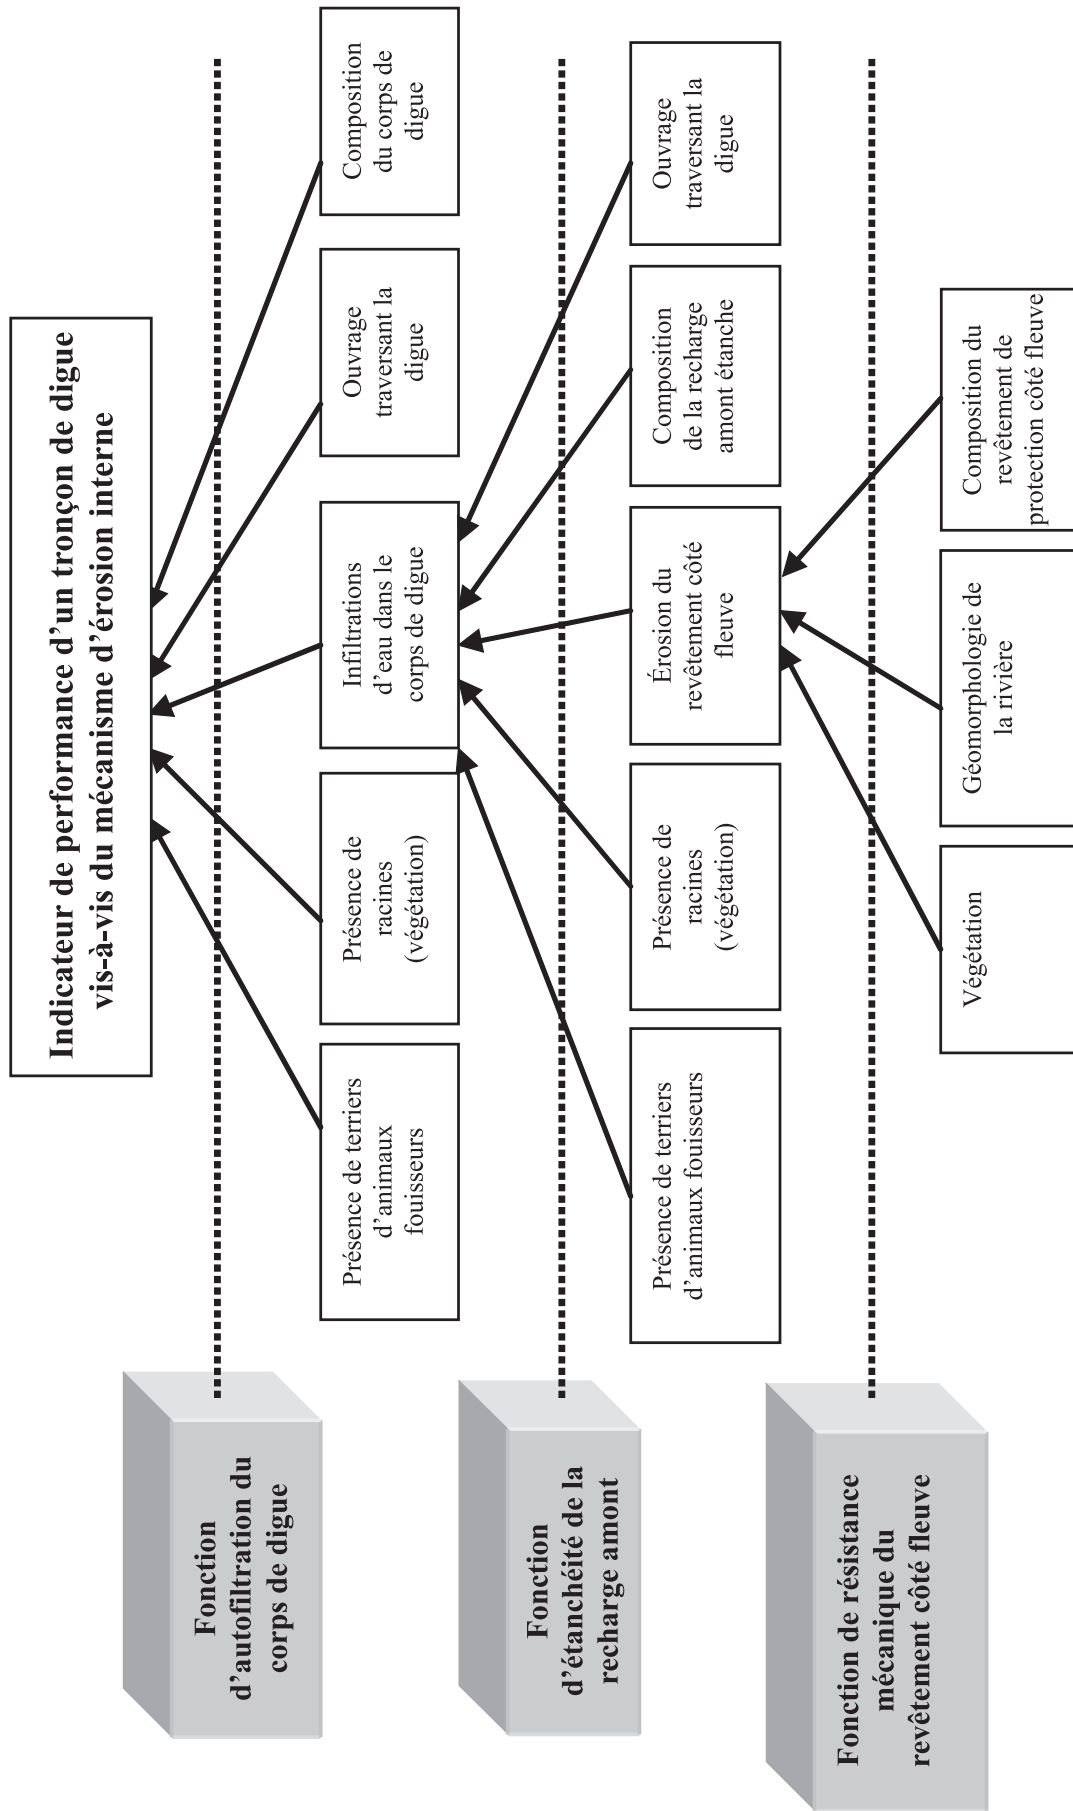 Indicateur de performance d'un tronçon de digue
vis-à-vis du mécanisme d'érosion interne
Fonction
d'autofiltration du
corps de digue
Présence de terriers
d'animaux
fouisseurs
Présence de
racines
(végétation)
Infiltrations
d'eau dans le
corps de digue
Ouvrage
traversant la
digue
Composition
du corps de
digue
Fonction
d'étanchéité de la
recharge amont
Présence de terriers
d'animaux fouisseurs
Présence de
racines
(végétation)
Érosion du
revêtement côté
fleuve
Composition
de la recharge
amont étanche
Ouvrage
traversant la
digue
Fonction de résistance
mécanique du
revêtement côté fleuve
Végétation
Géomorphologie de
la rivière
Composition du
revêtement de
protection côté fleuve